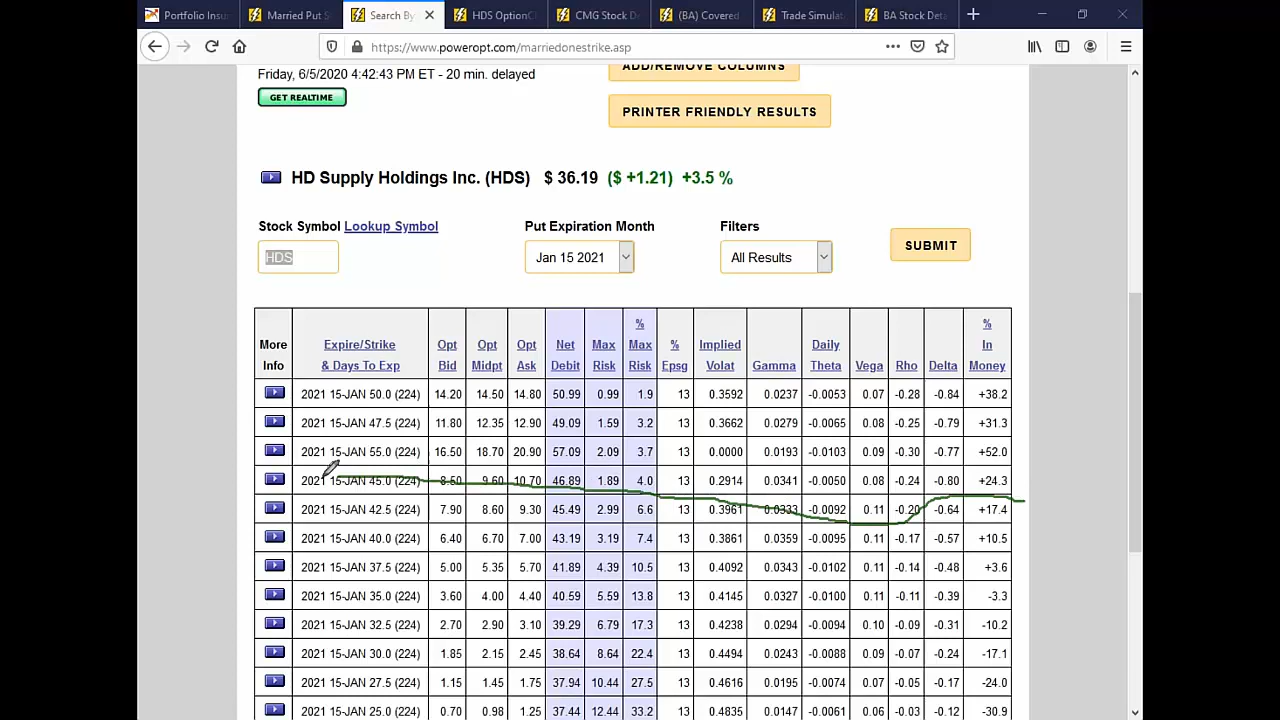 Portfolio Insu Married Put S Search By HDS OptionC CMG Stock D (BA) Covered Trade Simulat BA Stock Deta
https://www.poweropt.com/marriedonestrike.asp
Friday, 6/5/2020 4:42:43 PM ET - 20 min. delayed
ADD/REMOVE COLUMNS
GET REALTIME
PRINTER FRIENDLY RESULTS
HD Supply Holdings Inc. (HDS) $ 36.19 ($ +1.21) +3.5 %
Stock Symbol Lookup Symbol Put Expiration Month Filters
HDS Jan 15 2021 All Results SUBMIT
More Info Expire/Strike & Days To Exp Opt Bid Opt Midpt Opt Ask Net Debit Max Risk % Max Risk % Epsg Implied Volat Gamma Daily Theta Vega Rho Delta % In Money
2021 15-JAN 50.0 (224) 14.20 14.50 14.80 50.99 0.99 1.9 13 0.3592 0.0237 -0.0053 0.07 -0.28 -0.84 +38.2
2021 15-JAN 47.5 (224) 11.80 12.35 12.90 49.09 1.59 3.2 13 0.3662 0.0279 -0.0065 0.08 -0.25 -0.79 +31.3
2021 15-JAN 55.0 (224) 16.50 18.70 20.90 57.09 2.09 3.7 13 0.0000 0.0193 -0.0103 0.09 -0.30 -0.77 +52.0
2021 15-JAN 45.0 (224) 8.50 9.60 10.70 46.89 1.89 4.0 13 0.2914 0.0341 -0.0050 0.08 -0.24 -0.80 +24.3
2021 15-JAN 42.5 (224) 7.90 8.60 9.30 45.49 2.99 6.6 13 0.3961 0.0333 -0.0092 0.11 -0.20 -0.64 +17.4
2021 15-JAN 40.0 (224) 6.40 6.70 7.00 43.19 3.19 7.4 13 0.3861 0.0359 -0.0095 0.11 -0.17 -0.57 +10.5
2021 15-JAN 37.5 (224) 5.00 5.35 5.70 41.89 4.39 10.5 13 0.4092 0.0343 -0.0102 0.11 -0.14 -0.48 +3.6
2021 15-JAN 35.0 (224) 3.60 4.00 4.40 40.59 5.59 13.8 13 0.4145 0.0327 -0.0100 0.11 -0.11 -0.39 -3.3
2021 15-JAN 32.5 (224) 2.70 2.90 3.10 39.29 6.79 17.3 13 0.4238 0.0294 -0.0094 0.10 -0.09 -0.31 -10.2
2021 15-JAN 30.0 (224) 1.85 2.15 2.45 38.64 8.64 22.4 13 0.4494 0.0243 -0.0088 0.09 -0.07 -0.24 -17.1
2021 15-JAN 27.5 (224) 1.15 1.45 1.75 37.94 10.44 27.5 13 0.4616 0.0195 -0.0074 0.07 -0.05 -0.17 -24.0
2021 15-JAN 25.0 (224) 0.70 0.98 1.25 37.44 12.44 33.2 13 0.4835 0.0147 -0.0061 0.06 -0.03 -0.12 -30.9